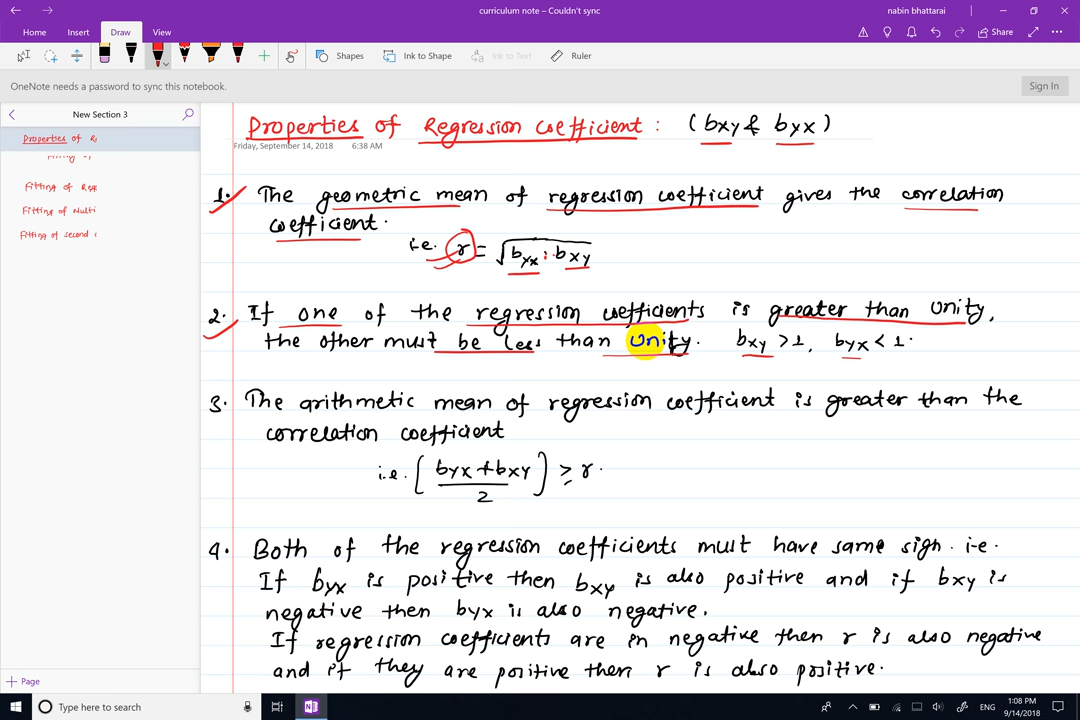 curriculum note – Couldn't sync
nabin bhattarai
Home Insert Draw View
Share
Shapes Ink to Shape Ink to Text Ink to Math Ruler
OneNote needs a password to sync this notebook.
Sign In
New Section 3
Properties of R
Fitting of Reg
Fitting of Multi
Fitting of second
Page
Properties of Regression coefficient : (bxy & byx)
Friday, September 14, 2018 6:38 AM
1. The geometric mean of regression coefficient gives the correlation
coefficient.
i.e. r = √byx . bxy
2. If one of the regression coefficients is greater than Unity,
the other must be less than Unity. bxy >1, byx < 1.
3. The arithmetic mean of regression coefficient is greater than the
correlation coefficient
i.e. [byx + bxy / 2) ≥ r.
4. Both of the regression coefficients must have same sign. i.e.
If byx is positive then bxy is also positive and if bxy is
negative then byx is also negative.
If regression coefficients are in negative then r is also negative
and if they are positive then r is also positive.
Type here to search
ENG
1:08 PM
9/14/2018